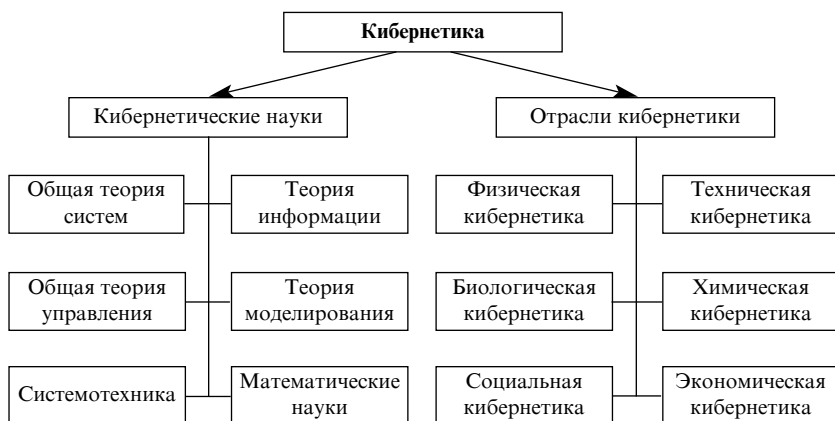 Кибернетика
Кибернетические науки
Отрасли кибернетики
Общая теория
систем
Теория
информации
Физическая
кибернетика
Техническая
кибернетика
Общая теория
управления
Теория
моделирования
Биологическая
кибернетика
Химическая
кибернетика
Системотехника
Математические
науки
Социальная
кибернетика
Экономическая
кибернетика